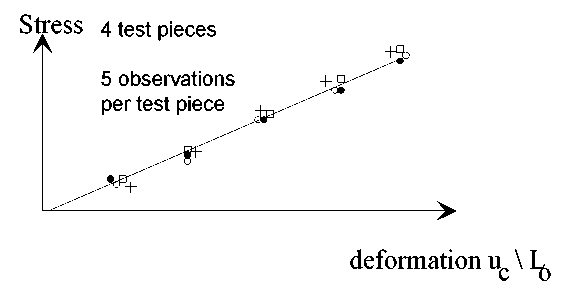 Stress
4 test pieces
5 observations
per test piece
deformation u_c \ L_o